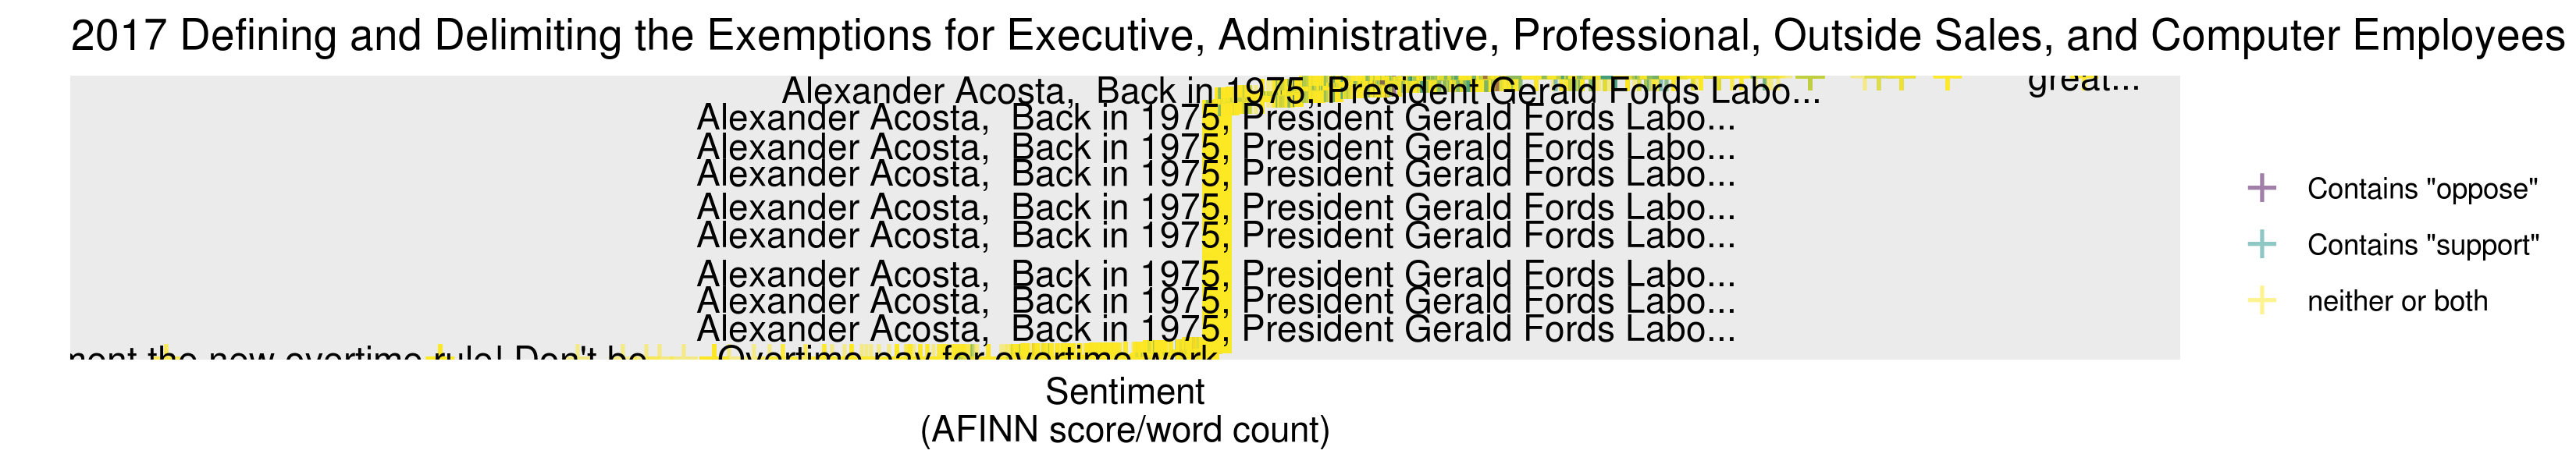 2017 Defining and Delimiting the Exemptions for Executive, Administrative, Professional, Outside Sales, and Computer Employees
great...
Alexander Acosta,  Back in 1975, President Gerald Fords Labo...
Alexander Acosta,  Back in 1975, President Gerald Fords Labo...
Alexander Acosta,  Back in 1975, President Gerald Fords Labo...
Alexander Acosta,  Back in 1975, President Gerald Fords Labo...
Alexander Acosta,  Back in 1975, President Gerald Fords Labo...
Alexander Acosta,  Back in 1975, President Gerald Fords Labo...
Alexander Acosta,  Back in 1975, President Gerald Fords Labo...
Alexander Acosta,  Back in 1975, President Gerald Fords Labo...
Alexander Acosta,  Back in 1975, President Gerald Fords Labo...
the new overtime rule! Don't be
Overtime pay for overtime work
Contains "oppose"
Contains "support"
neither or both
Sentiment
(AFINN score/word count)